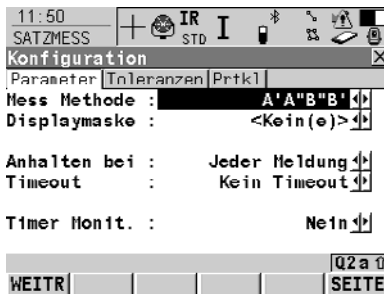 11:50
SATZMESS
IR
STD
I
Konfiguration
Parameter Toleranzen Prtkl
Mess Methode : A'A"B"B'
Displaymaske : <Kein(e)>
Anhalten bei : Jeder Meldung
Timeout : Kein Timeout
Timer Monit. : Nein
Q2a
WEITR SEITE